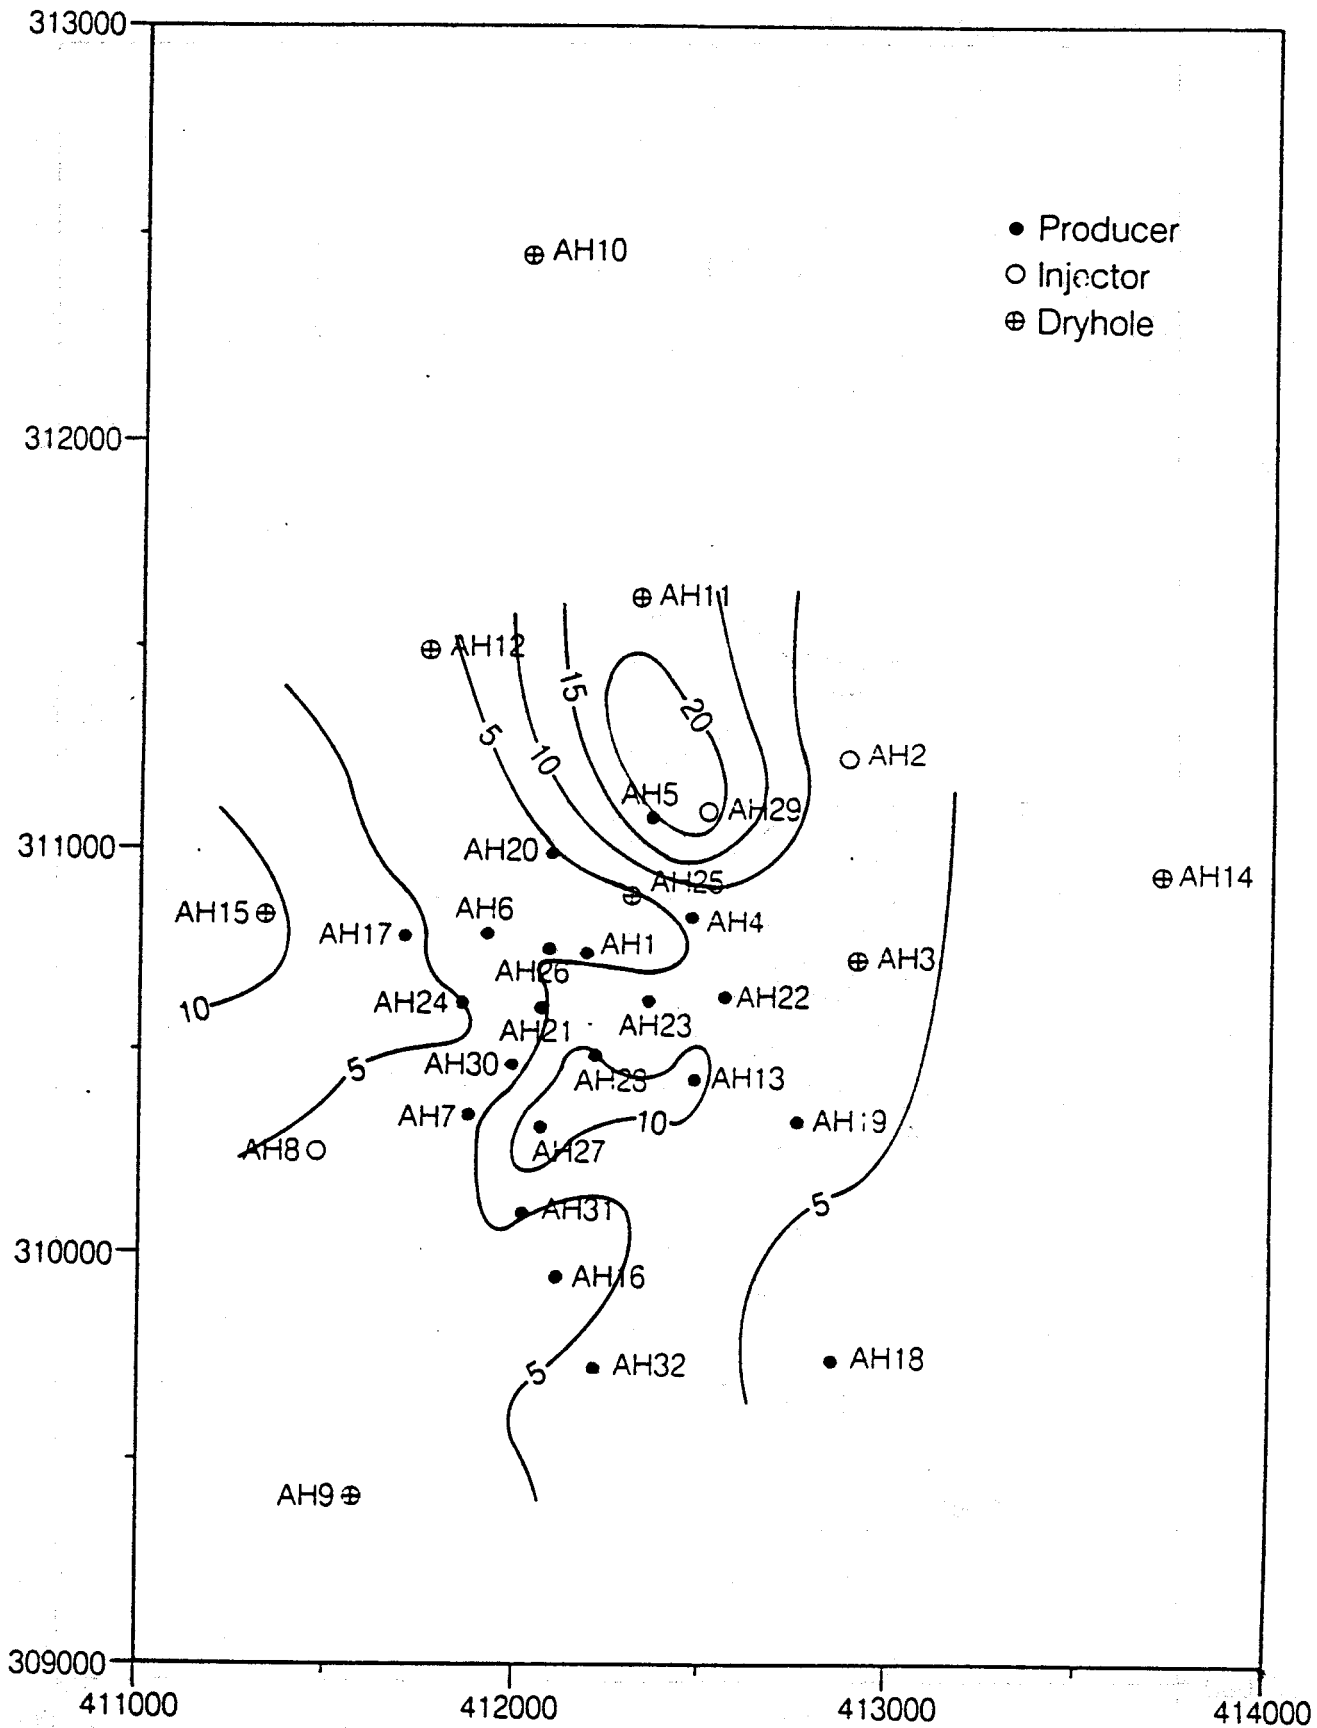 313000
● Producer
⊕ AH10
○ Injector
⊕ Dryhole
312000
⊕ AH11
⊕ AH12
15
20
5
10
○ AH2
AH5
○ AH29
311000
AH20
AH25
AH14
AH15
AH6
AH4
AH17
AH1
AH3
AH26
AH24
AH22
10
AH21
AH23
AH30
5
AH28
AH13
AH7
10
AH19
AH8
AH27
5
AH31
310000
AH16
5
AH32
AH18
AH9
309000
411000
412000
413000
414000